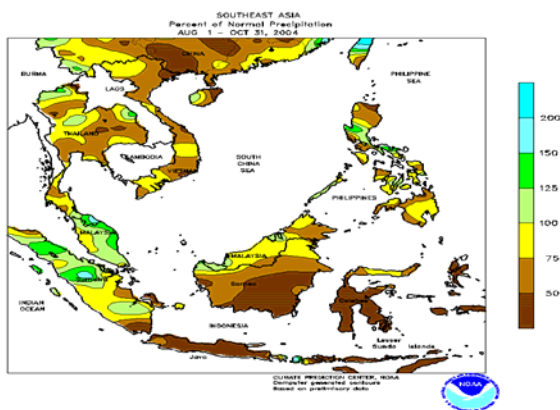 SOUTHEAST ASIA
Percent of Normal Precipitation
AUG 1 - OCT 31, 2004
CHINA
BURMA
PHILIPPINE
SEA
LAOS
THAILAND
CAMBODIA
VIETNAM
SOUTH
CHINA
SEA
PHILIPPINES
MALAYSIA
MALAYSIA
Sumatra
Borneo
Celebes
INDIAN
OCEAN
INDONESIA
Java
Lesser
Sunda Islands
200
150
125
100
75
50
CLIMATE PREDICTION CENTER, NOAA
Computer generated contours
Based on preliminary data
NOAA